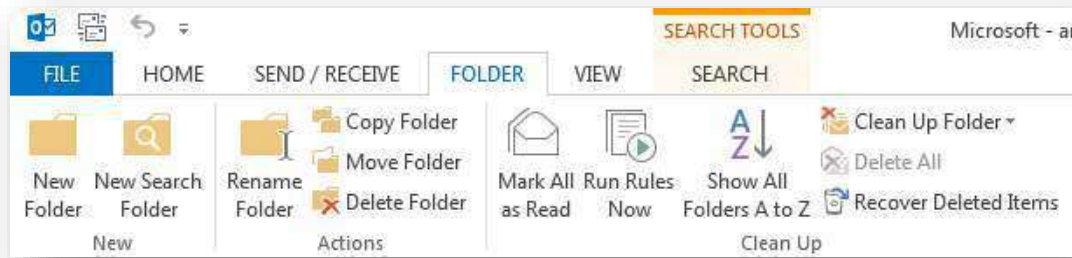 SEARCH TOOLS
Microsoft - ar
FILE HOME SEND / RECEIVE FOLDER VIEW SEARCH
New
Folder
New Search
Folder
New
Rename
Folder
Copy Folder
Move Folder
Delete Folder
Actions
Mark All
as Read
Run Rules
Now
Show All
Folders A to Z
Clean Up Folder
Delete All
Recover Deleted Items
Clean Up